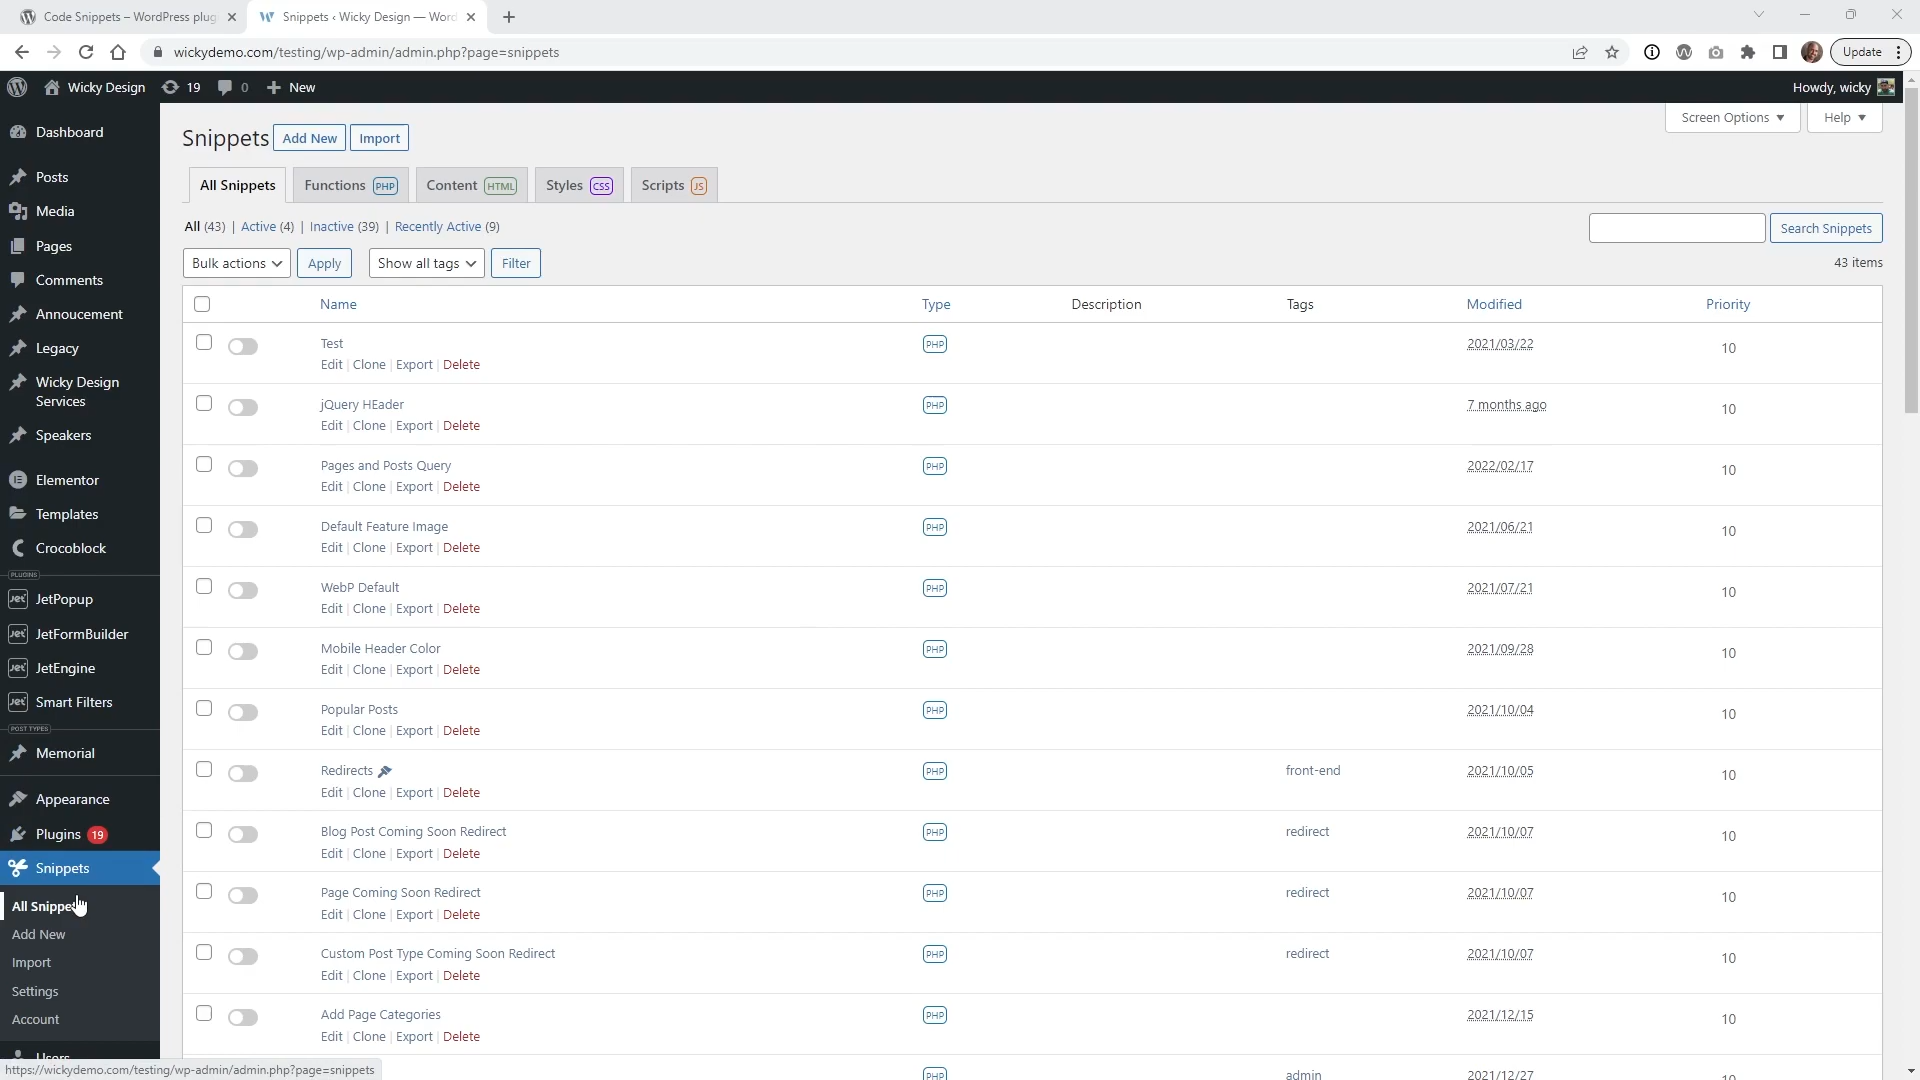 Code Snippets – WordPress plug
Snippets ‹ Wicky Design — Word
wickydemo.com/testing/wp-admin/admin.php?page=snippets
Update
Wicky Design
19
0
New
Howdy, wicky
Screen Options
Help
Dashboard
Posts
Media
Pages
Comments
Annoucement
Legacy
Wicky Design
Services
Speakers
Elementor
Templates
Crocoblock
PLUGINS
Jet JetPopup
Jet JetFormBuilder
Jet JetEngine
Jet Smart Filters
POST TYPES
Memorial
Appearance
Plugins 19
Snippets
All Snippets
Add New
Import
Settings
Account
Users
Snippets Add New Import
All Snippets Functions PHP Content HTML Styles CSS Scripts JS
All (43) | Active (4) | Inactive (39) | Recently Active (9)
Search Snippets
Bulk actions Apply Show all tags Filter
43 items
Name Type Description Tags Modified Priority
Test PHP 2021/03/22 10
Edit | Clone | Export | Delete
jQuery HEader PHP 7 months ago 10
Edit | Clone | Export | Delete
Pages and Posts Query PHP 2022/02/17 10
Edit | Clone | Export | Delete
Default Feature Image PHP 2021/06/21 10
Edit | Clone | Export | Delete
WebP Default PHP 2021/07/21 10
Edit | Clone | Export | Delete
Mobile Header Color PHP 2021/09/28 10
Edit | Clone | Export | Delete
Popular Posts PHP 2021/10/04 10
Edit | Clone | Export | Delete
Redirects PHP front-end 2021/10/05 10
Edit | Clone | Export | Delete
Blog Post Coming Soon Redirect PHP redirect 2021/10/07 10
Edit | Clone | Export | Delete
Page Coming Soon Redirect PHP redirect 2021/10/07 10
Edit | Clone | Export | Delete
Custom Post Type Coming Soon Redirect PHP redirect 2021/10/07 10
Edit | Clone | Export | Delete
Add Page Categories PHP 2021/12/15 10
Edit | Clone | Export | Delete
PHP admin 2021/12/27 10
https://wickydemo.com/testing/wp-admin/admin.php?page=snippets